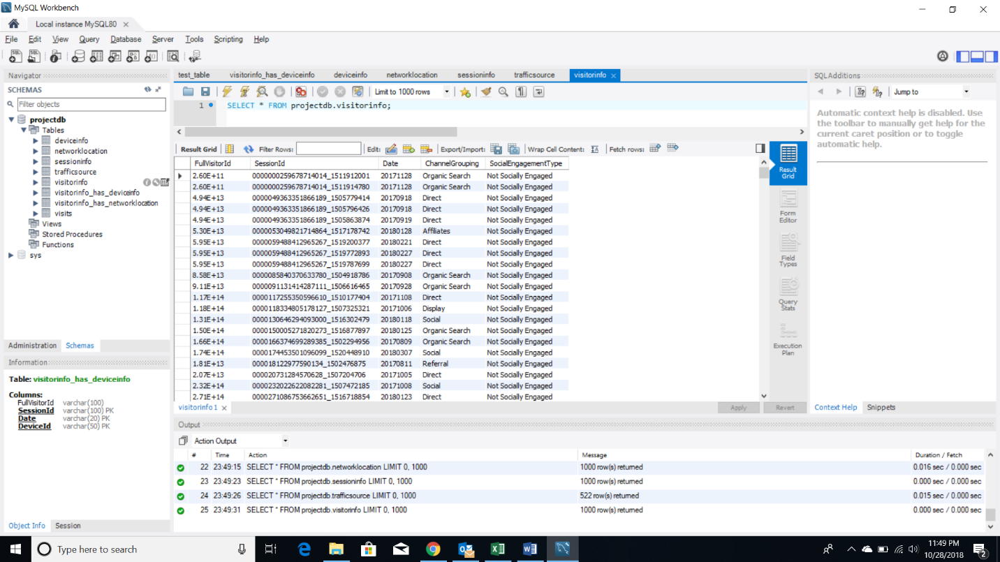 MySQL Workbench
Local instance MySQL80
File Edit View Query Database Server Tools Scripting Help
Navigator
SCHEMAS
Filter objects
projectdb
Tables
deviceinfo
networklocation
sessioninfo
trafficsource
visitorinfo
visitorinfo_has_deviceinfo
visitorinfo_has_networklocation
visits
Views
Stored Procedures
Functions
sys
Administration Schemas
Information
Table: visitorinfo_has_deviceinfo
Columns:
FullVisitorId varchar(100)
SessionId varchar(100) PK
Date varchar(20) PK
DeviceId varchar(50) PK
Object Info Session
test_table visitorinfo_has_deviceinfo deviceinfo networklocation sessioninfo trafficsource visitorinfo
Limit to 1000 rows
1 SELECT * FROM projectdb.visitorinfo;
Result Grid Filter Rows: Edit: Export/Import: Wrap Cell Content: Fetch rows:
FullVisitorId SessionId Date ChannelGrouping SocialEngagementType
2.60E+11 0000000259678714014_1511912001 20171128 Organic Search Not Socially Engaged
2.60E+11 0000000259678714014_1511914780 20171128 Organic Search Not Socially Engaged
4.94E+13 0000049363351866189_1505779414 20170918 Direct Not Socially Engaged
4.94E+13 0000049363351866189_1505796426 20170918 Direct Not Socially Engaged
4.94E+13 0000049363351866189_1505863874 20170919 Direct Not Socially Engaged
5.30E+13 0000053049821714864_1517178742 20180128 Affiliates Not Socially Engaged
5.95E+13 0000059488412965267_1519200377 20180221 Direct Not Socially Engaged
5.95E+13 0000059488412965267_1519772893 20180227 Direct Not Socially Engaged
5.95E+13 0000059488412965267_1519787699 20180227 Direct Not Socially Engaged
8.58E+13 0000085840370633780_1504918786 20170908 Organic Search Not Socially Engaged
9.11E+13 0000091131414287111_1506616465 20170928 Organic Search Not Socially Engaged
1.17E+14 0000117255350596610_1510177404 20171108 Direct Not Socially Engaged
1.18E+14 0000118334805178127_1507325321 20171006 Display Not Socially Engaged
1.31E+14 0000130646294093000_1516302479 20180118 Social Not Socially Engaged
1.50E+14 0000150005271820273_1516877897 20180125 Organic Search Not Socially Engaged
1.66E+14 0000166374699289385_1502294956 20170809 Organic Search Not Socially Engaged
1.74E+14 0000174453501096099_1520448910 20180307 Social Not Socially Engaged
1.81E+13 000018122977590134_1502476875 20170811 Referral Not Socially Engaged
2.07E+13 000020731284570628_1507204706 20171005 Direct Not Socially Engaged
2.32E+14 0000232022622082281_1507472185 20171008 Social Not Socially Engaged
2.71E+14 0000271086753662651_1516718854 20180123 Direct Not Socially Engaged
visitorinfo 1 Apply Revert
Result Grid
Form Editor
Field Types
Query Stats
Execution Plan
SQLAdditions
Jump to
Automatic context help is disabled. Use
the toolbar to manually get help for the
current caret position or to toggle
automatic help.
Context Help Snippets
Output
Action Output
# Time Action Message Duration / Fetch
22 23:49:15 SELECT * FROM projectdb.networklocation LIMIT 0, 1000 1000 row(s) returned 0.016 sec / 0.000 sec
23 23:49:23 SELECT * FROM projectdb.sessioninfo LIMIT 0, 1000 1000 row(s) returned 0.000 sec / 0.000 sec
24 23:49:26 SELECT * FROM projectdb.trafficsource LIMIT 0, 1000 522 row(s) returned 0.015 sec / 0.000 sec
25 23:49:31 SELECT * FROM projectdb.visitorinfo LIMIT 0, 1000 1000 row(s) returned 0.000 sec / 0.000 sec
Type here to search
11:49 PM
10/28/2018
2